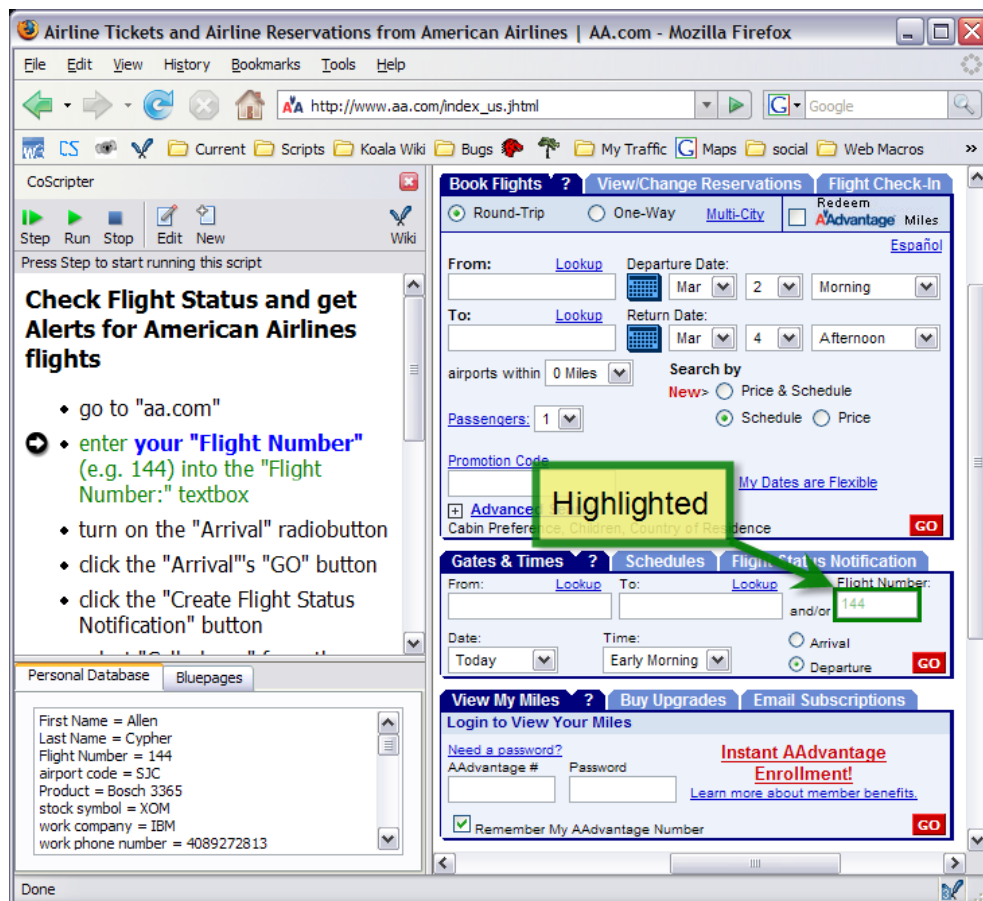 Airline Tickets and Airline Reservations from American Airlines | AA.com - Mozilla Firefox
File Edit View History Bookmarks Tools Help
http://www.aa.com/index_us.jhtml
G Google
CS Current Scripts Koala Wiki Bugs My Traffic G Maps social Web Macros »
CoScripter
Step Run Stop Edit New Wiki
Press Step to start running this script
Check Flight Status and get
Alerts for American Airlines
flights
• go to "aa.com"
• enter your "Flight Number"
(e.g. 144) into the "Flight
Number:" textbox
• turn on the "Arrival" radiobutton
• click the "Arrival"'s "GO" button
• click the "Create Flight Status
Notification" button
Personal Database Bluepages
First Name = Allen
Last Name = Cypher
Flight Number = 144
airport code = SJC
Product = Bosch 3365
stock symbol = XOM
work company = IBM
work phone number = 4089272813
Book Flights ? View/Change Reservations Flight Check-In
Round-Trip One-Way Multi-City Redeem
AAdvantage Miles
Español
From: Lookup Departure Date:
Mar 2 Morning
To: Lookup Return Date:
Mar 4 Afternoon
airports within 0 Miles Search by
New> Price & Schedule
Passengers: 1 Schedule Price
Promotion Code
My Dates are Flexible
Highlighted
Advanced
Cabin Preference, Children, Country of Residence GO
Gates & Times ? Schedules Flight Status Notification
From: Lookup To: Lookup Flight Number:
and/or 144
Date: Time: Arrival
Today Early Morning Departure GO
View My Miles ? Buy Upgrades Email Subscriptions
Login to View Your Miles
Need a password? Instant AAdvantage
Enrollment!
AAdvantage # Password
Learn more about member benefits.
Remember My AAdvantage Number GO
Done